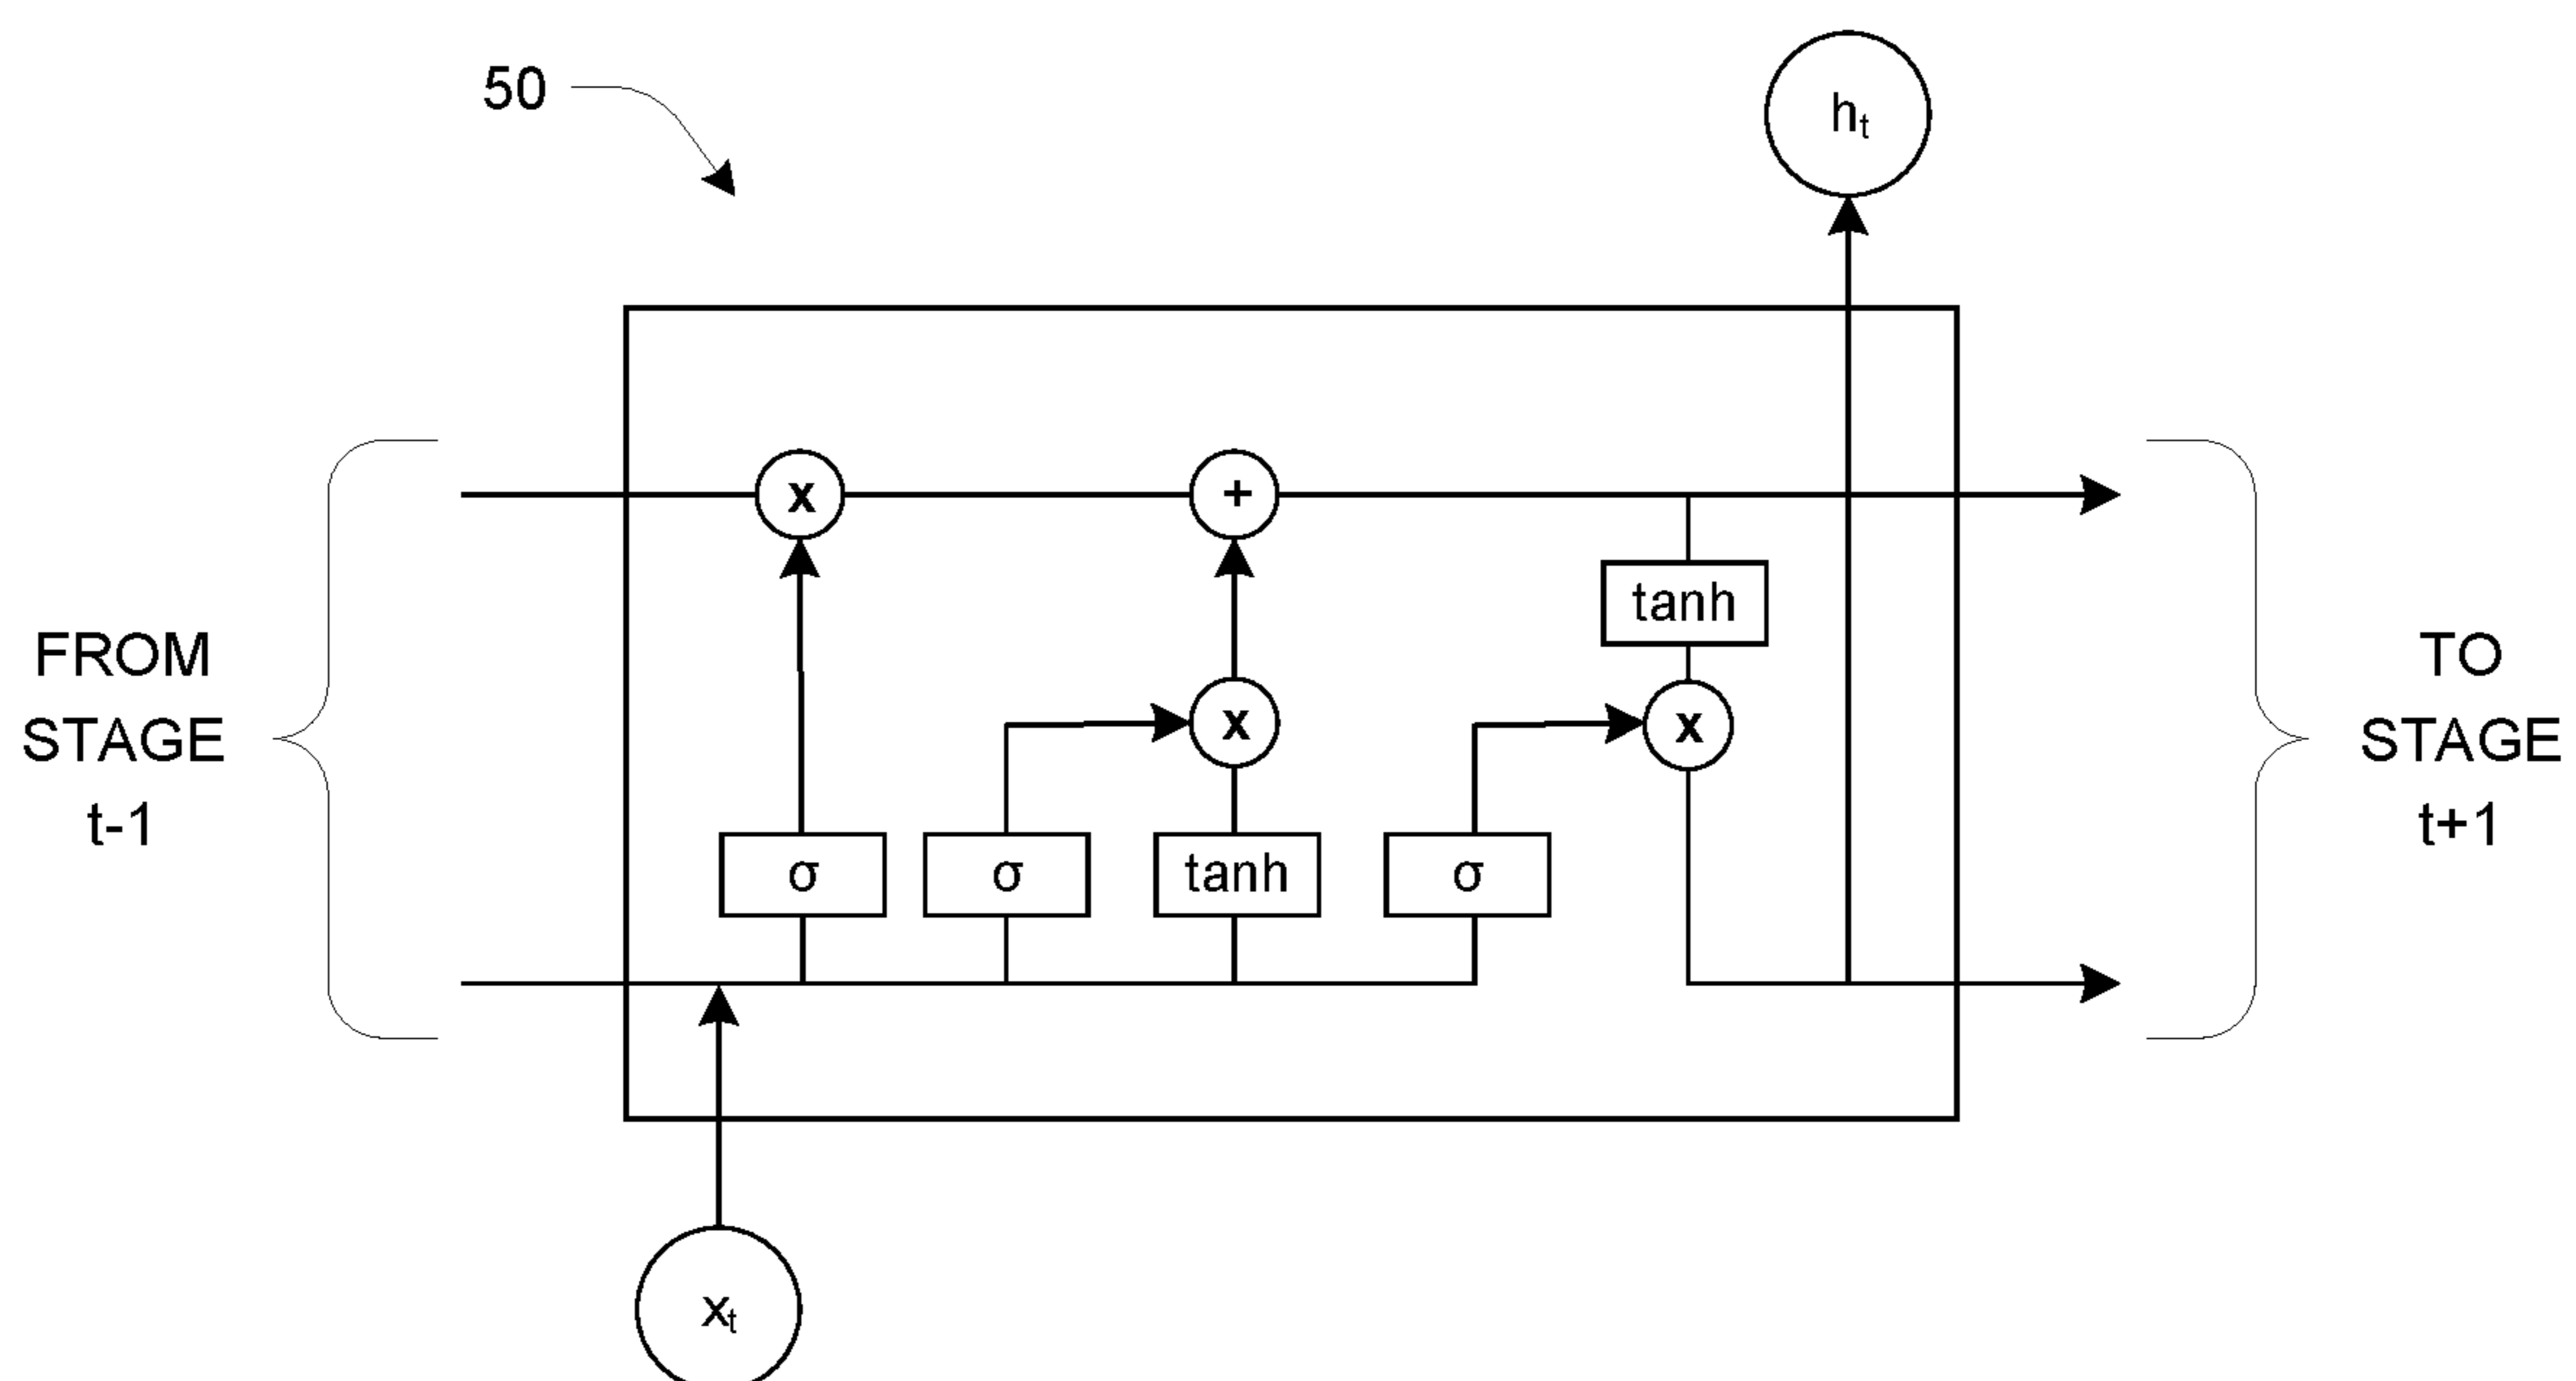 50
hₜ
x
+
tanh
FROM
STAGE
t-1
x
x
TO
STAGE
t+1
σ
σ
tanh
σ
xₜ